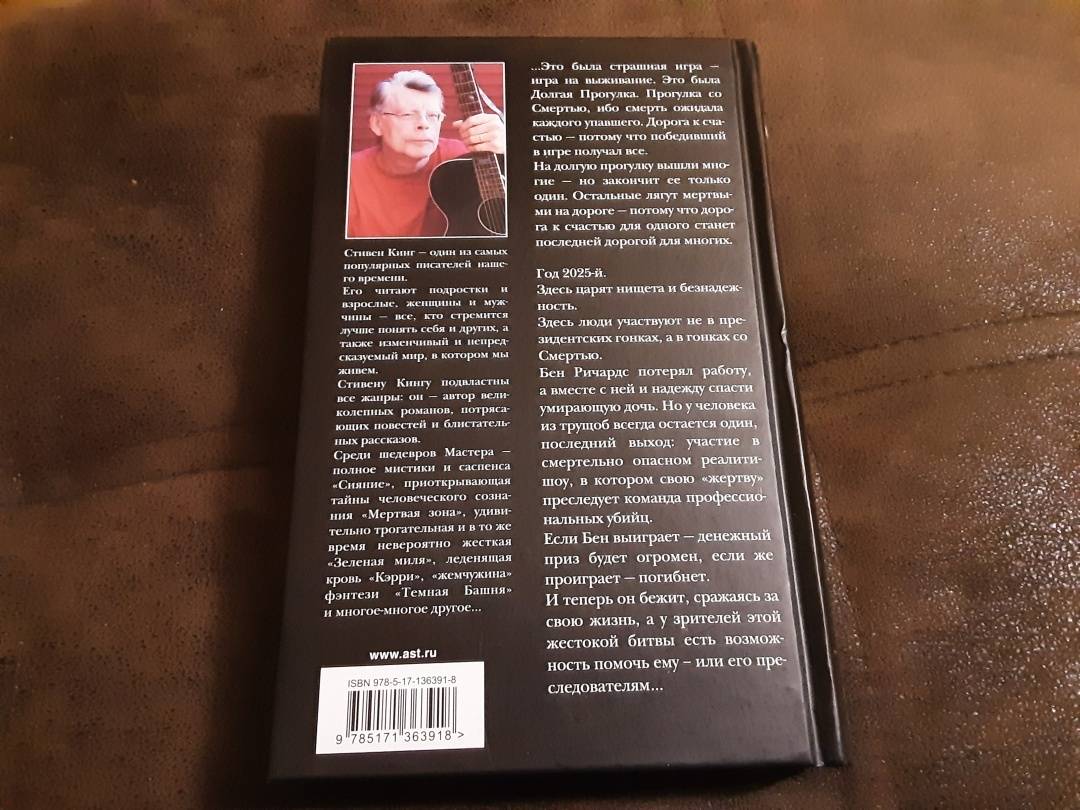 Стивен Кинг – один из самых
популярных писателей наше-
го времени.
Его читают подростки и
взрослые, женщины и муж-
чины – все, кто стремится
лучше понять себя и других, а
также изменчивый и непред-
сказуемый мир, в котором мы
живем.
Стивену Кингу подвластны
все жанры: он – автор вели-
колепных романов, потряса-
ющих повестей и блистатель-
ных рассказов.
Среди шедевров Мастера –
полное мистики и саспенса
«Сияние», приоткрывающая
тайны человеческого созна-
ния «Мертвая зона», удиви-
тельно трогательная и в то же
время невероятно жесткая
«Зеленая миля», леденящая
кровь «Кэрри», «жемчужина»
фэнтези «Темная Башня»
и многое-многое другое...
www.ast.ru
ISBN 978-5-17-136391-8
9 785171 363918 >
...Это была страшная игра –
игра на выживание. Это была
Долгая Прогулка. Прогулка со
Смертью, ибо смерть ожидала
каждого упавшего. Дорога к сча-
стью – потому что победивший
в игре получал все.
На долгую прогулку вышли мно-
гие – но закончит ее только
один. Остальные лягут мертвы-
ми на дороге – потому что доро-
га к счастью для одного станет
последней дорогой для многих.
Год 2025-й.
Здесь царят нищета и безнадеж-
ность.
Здесь люди участвуют не в пре-
зидентских гонках, а в гонках со
Смертью.
Бен Ричардс потерял работу,
а вместе с ней и надежду спасти
умирающую дочь. Но у человека
из трущоб всегда остается один,
последний выход: участие в
смертельно опасном реалити-
шоу, в котором свою «жертву»
преследует команда профессио-
нальных убийц.
Если Бен выиграет – денежный
приз будет огромен, если же
проиграет – погибнет.
И теперь он бежит, сражаясь за
свою жизнь, а у зрителей этой
жестокой битвы есть возмож-
ность помочь ему – или его пре-
следователям...